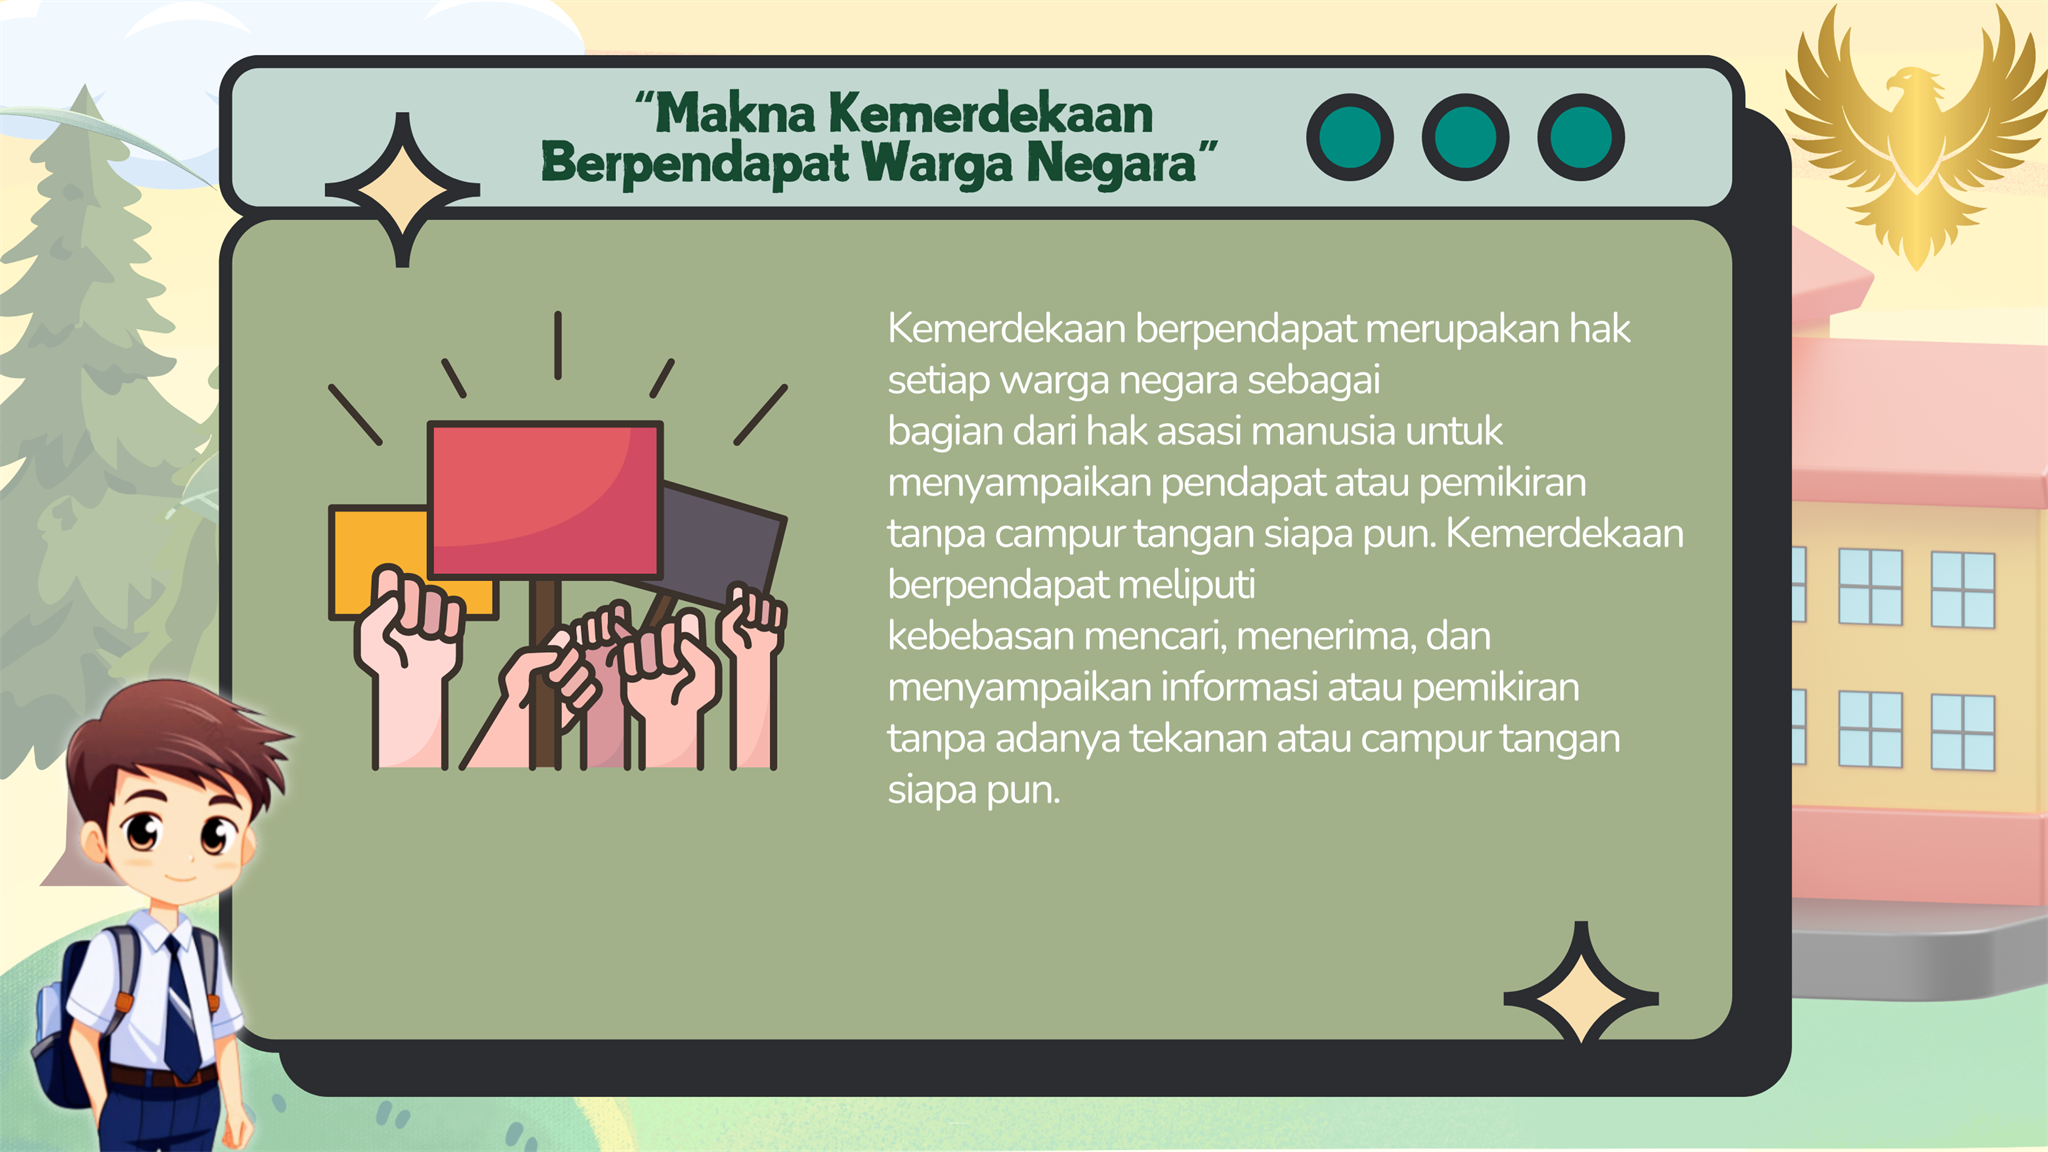 “Makna Kemerdekaan
Berpendapat Warga Negara”
Kemerdekaan berpendapat merupakan hak
setiap warga negara sebagai
bagian dari hak asasi manusia untuk
menyampaikan pendapat atau pemikiran
tanpa campur tangan siapa pun. Kemerdekaan
berpendapat meliputi
kebebasan mencari, menerima, dan
menyampaikan informasi atau pemikiran
tanpa adanya tekanan atau campur tangan
siapa pun.